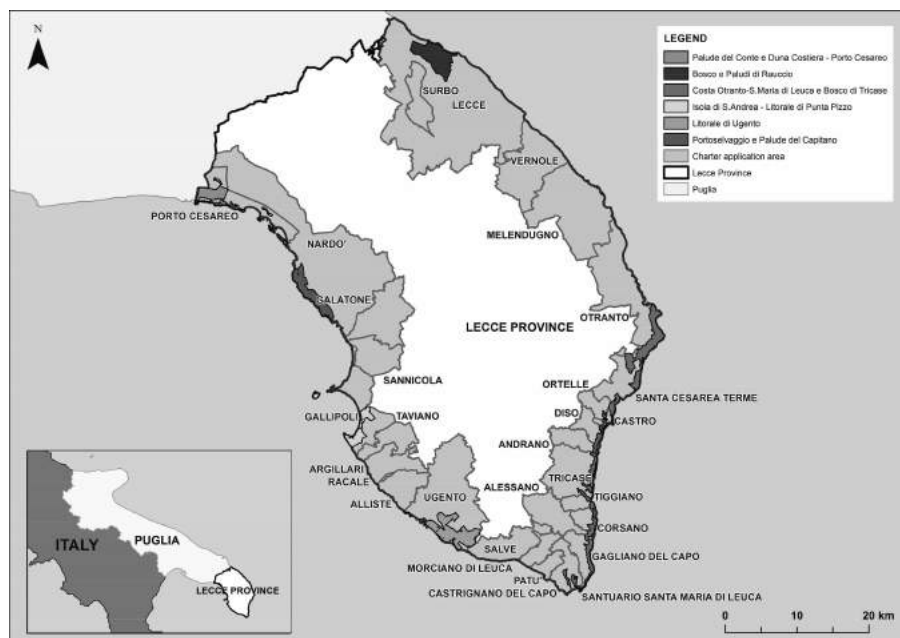 N
LEGEND
Palude del Conte e Duna Costiera - Porto Cesareo
Bosco e Paludi di Rauccio
Costa Otranto-S.Maria di Leuca e Bosco di Tricase
Isola di S.Andrea - Litorale di Punta Pizzo
Litorale di Ugento
Portoselvaggio e Palude del Capitano
Charter application area
Lecce Province
Puglia
SURBO
LECCE
VERNOLE
PORTO CESAREO
MELENDUGNO
NARDO'
GALATONE
OTRANTO
LECCE PROVINCE
SANNICOLA
ORTELLE
SANTA CESAREA TERME
GALLIPOLI
TAVIANO
DISO
CASTRO
ANDRANO
ARGILLARI
RACALE
TRICASE
ALESSANO
UGENTO
TIGGIANO
ALLISTE
CORSANO
SALVE
GAGLIANO DEL CAPO
MORCIANO DI LEUCA
PATU'
CASTRIGNANO DEL CAPO
SANTUARIO SANTA MARIA DI LEUCA
ITALY
PUGLIA
LECCE PROVINCE
0 10 20 km